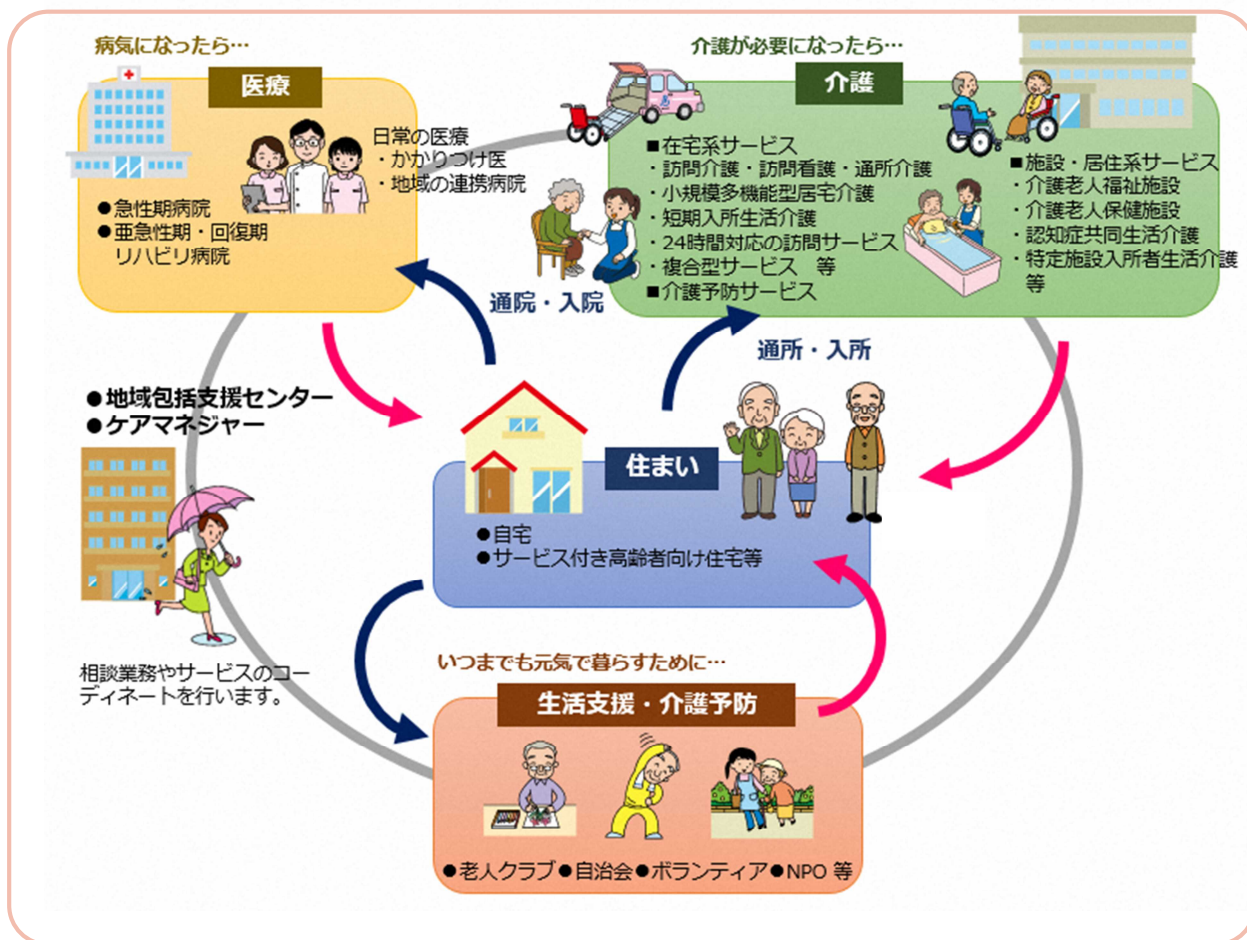 病気になったら…
医療
日常の医療
・かかりつけ医
・地域の連携病院
●急性期病院
●亜急性期・回復期
リハビリ病院
介護が必要になったら…
介護
■在宅系サービス
・訪問介護・訪問看護・通所介護
・小規模多機能型居宅介護
・短期入所生活介護
・24時間対応の訪問サービス
・複合型サービス 等
■介護予防サービス
■施設・居住系サービス
・介護老人福祉施設
・介護老人保健施設
・認知症共同生活介護
・特定施設入所者生活介護
等
通院・入院
通所・入所
●地域包括支援センター
●ケアマネジャー
相談業務やサービスのコー
ディネートを行います。
住まい
●自宅
●サービス付き高齢者向け住宅等
いつまでも元気で暮らすために…
生活支援・介護予防
●老人クラブ●自治会●ボランティア●NPO 等